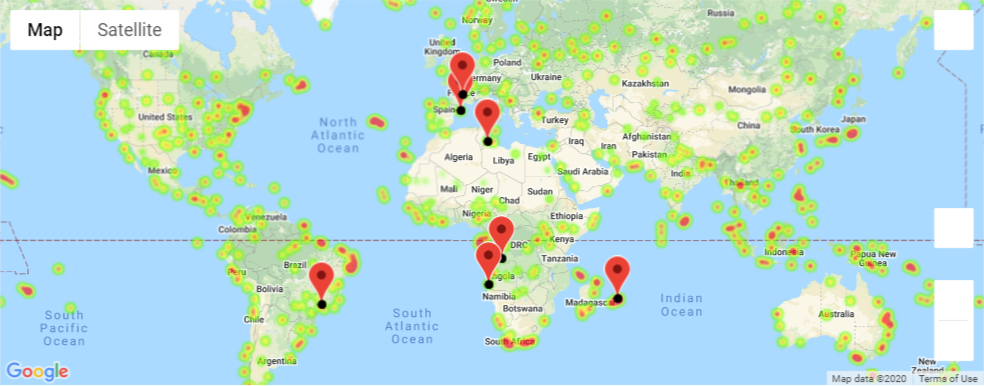 Map
Satellite
Norway
Russia
Canada
United
Kingdom
Poland
Germany
Ukraine
Kazakhstan
Mongolia
Spain
United States
North
Atlantic
Ocean
Turkey
China
South Korea
Japan
Afghanistan
Iraq
Iran
Pakistan
Algeria
Libya
Egypt
Saudi Arabia
India
Thailand
Mexico
Mali
Niger
Chad
Sudan
Nigeria
Ethiopia
Venezuela
Colombia
DRC
Kenya
Tanzania
Indonesia
Papua New
Guinea
Peru
Brazil
Bolivia
Angola
Namibia
Botswana
Madagascar
Indian
Ocean
South
Pacific
Ocean
South
Atlantic
Ocean
Chile
Australia
South Africa
Argentina
New
Zealand
Google
Map data ©2020
Terms of Use